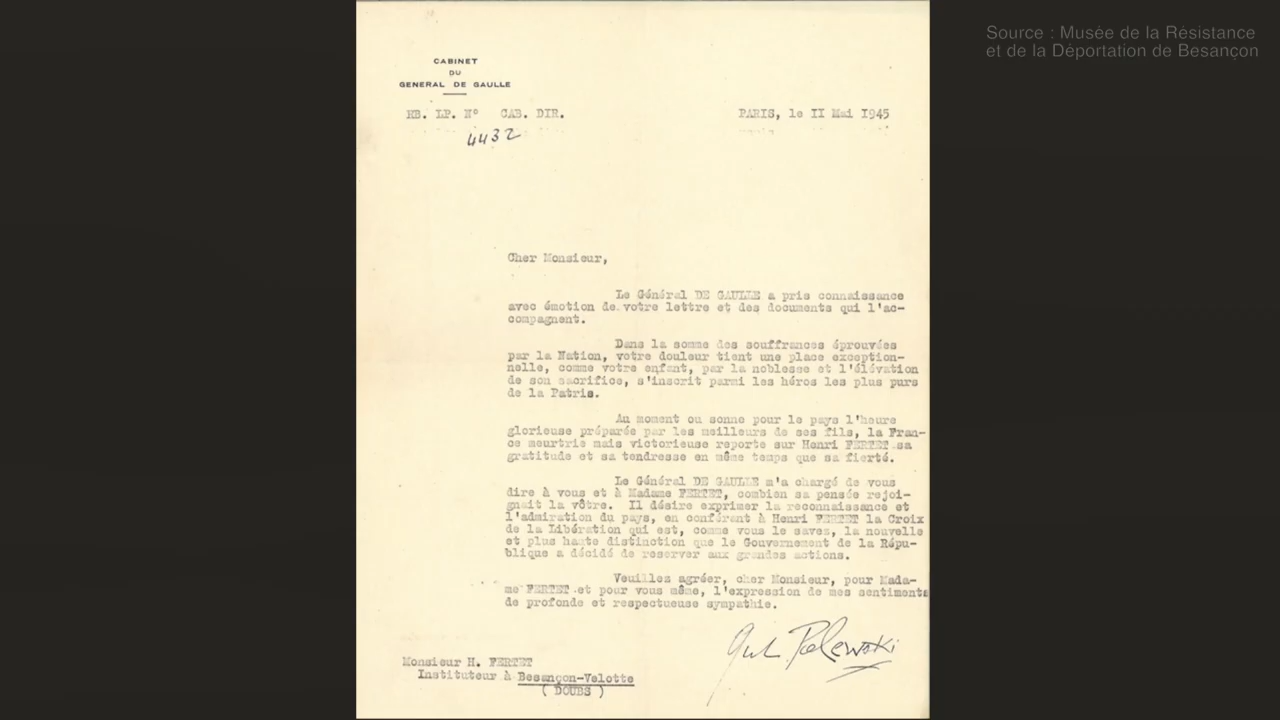 Source : Musée de la Résistance
et de la Déportation de Besançon
CABINET
DU
GENERAL DE GAULLE
HB. LP. N° CAB. DIR.
4432
PARIS, le II Mai 1945
Cher Monsieur,
Le Général DE GAULLE a pris connaissance
avec émotion de votre lettre et des documents qui l'ac-
compagnent.
Dans la somme des souffrances éprouvées
par la Nation, votre douleur tient une place exception-
nelle, comme votre enfant, par la noblesse et l'élévation
de son sacrifice, s'inscrit parmi les héros les plus purs
de la Patrie.
Au moment ou sonne pour le pays l'heure
glorieuse préparée par les meilleurs de ses fils, la Fran-
ce meurtrie mais victorieuse reporte sur Henri FERTET sa
gratitude et sa tendresse en même temps que sa fierté.
Le Général DE GAULLE m'a chargé de vous
dire à vous et à Madame FERTET, combien sa pensée rejoi-
gnait la vôtre. Il désire exprimer la reconnaissance et
l'admiration du pays, en conférant à Henri FERTET la Croix
de la Libération qui est, comme vous le savez, la nouvelle
et plus haute distinction que le Gouvernement de la Répu-
blique a décidé de reserver aux grandes actions.
Veuillez agréer, cher Monsieur, pour Mada-
me FERTET et pour vous même, l'expression de mes sentiments
de profonde et respectueuse sympathie.
Palewski
Monsieur H. FERTET
Instituteur à Besançon-Velotte
( DOUBS )